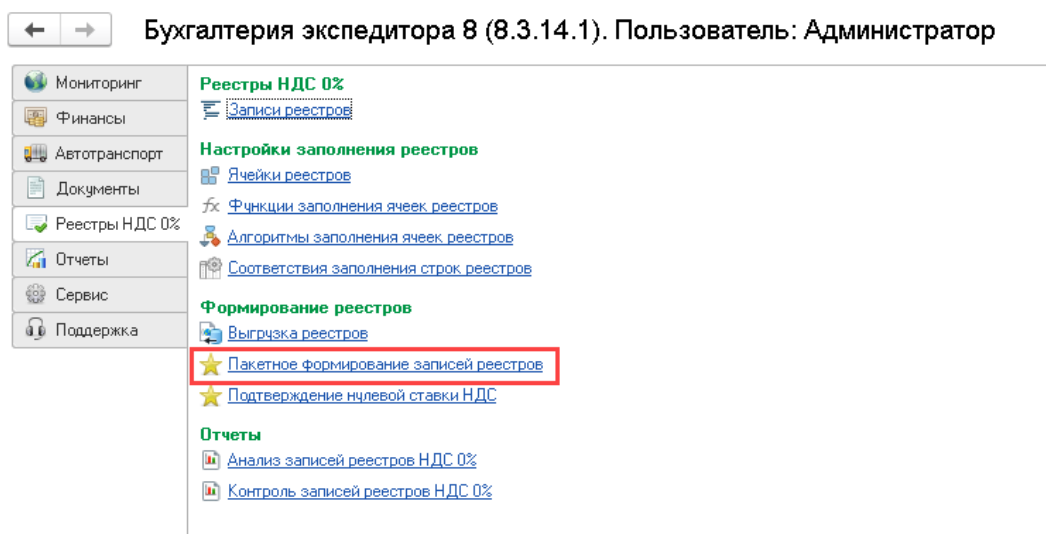 Бухгалтерия экспедитора 8 (8.3.14.1). Пользователь: Администратор
Мониторинг
Финансы
Автотранспорт
Документы
Реестры НДС 0%
Отчеты
Сервис
Поддержка
Реестры НДС 0%
Записи реестров
Настройки заполнения реестров
Ячейки реестров
Функции заполнения ячеек реестров
Алгоритмы заполнения ячеек реестров
Соответствия заполнения строк реестров
Формирование реестров
Выгрузка реестров
Пакетное формирование записей реестров
Подтверждение нулевой ставки НДС
Отчеты
Анализ записей реестров НДС 0%
Контроль записей реестров НДС 0%